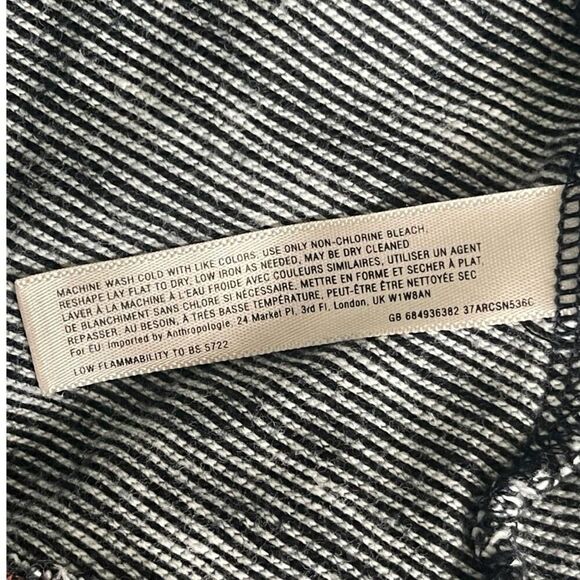 MACHINE WASH COLD WITH LIKE COLORS. USE ONLY NON-CHLORINE BLEACH,
RESHAPE LAY FLAT TO DRY, LOW IRON AS NEEDED, MAY BE DRY CLEANED
LAVER À LA MACHINE À L'EAU FROIDE AVEC COULEURS SIMILAIRES, UTILISER UN AGENT
DE BLANCHIMENT SANS CHLORE SI NÉCESSAIRE. METTRE EN FORME ET SÉCHER À PLAT,
REPASSER. AU BESOIN, À TRÈS BASSE TEMPÉRATURE, PEUT-ÊTRE ÊTRE NETTOYÉE SEC
For EU: Imported by Anthropologie. 24 Market Pl. 3rd Fl. London. UK W1W8AN
GB 684936382 37ARCSN536C
LOW FLAMMABILITY TO BS 5722